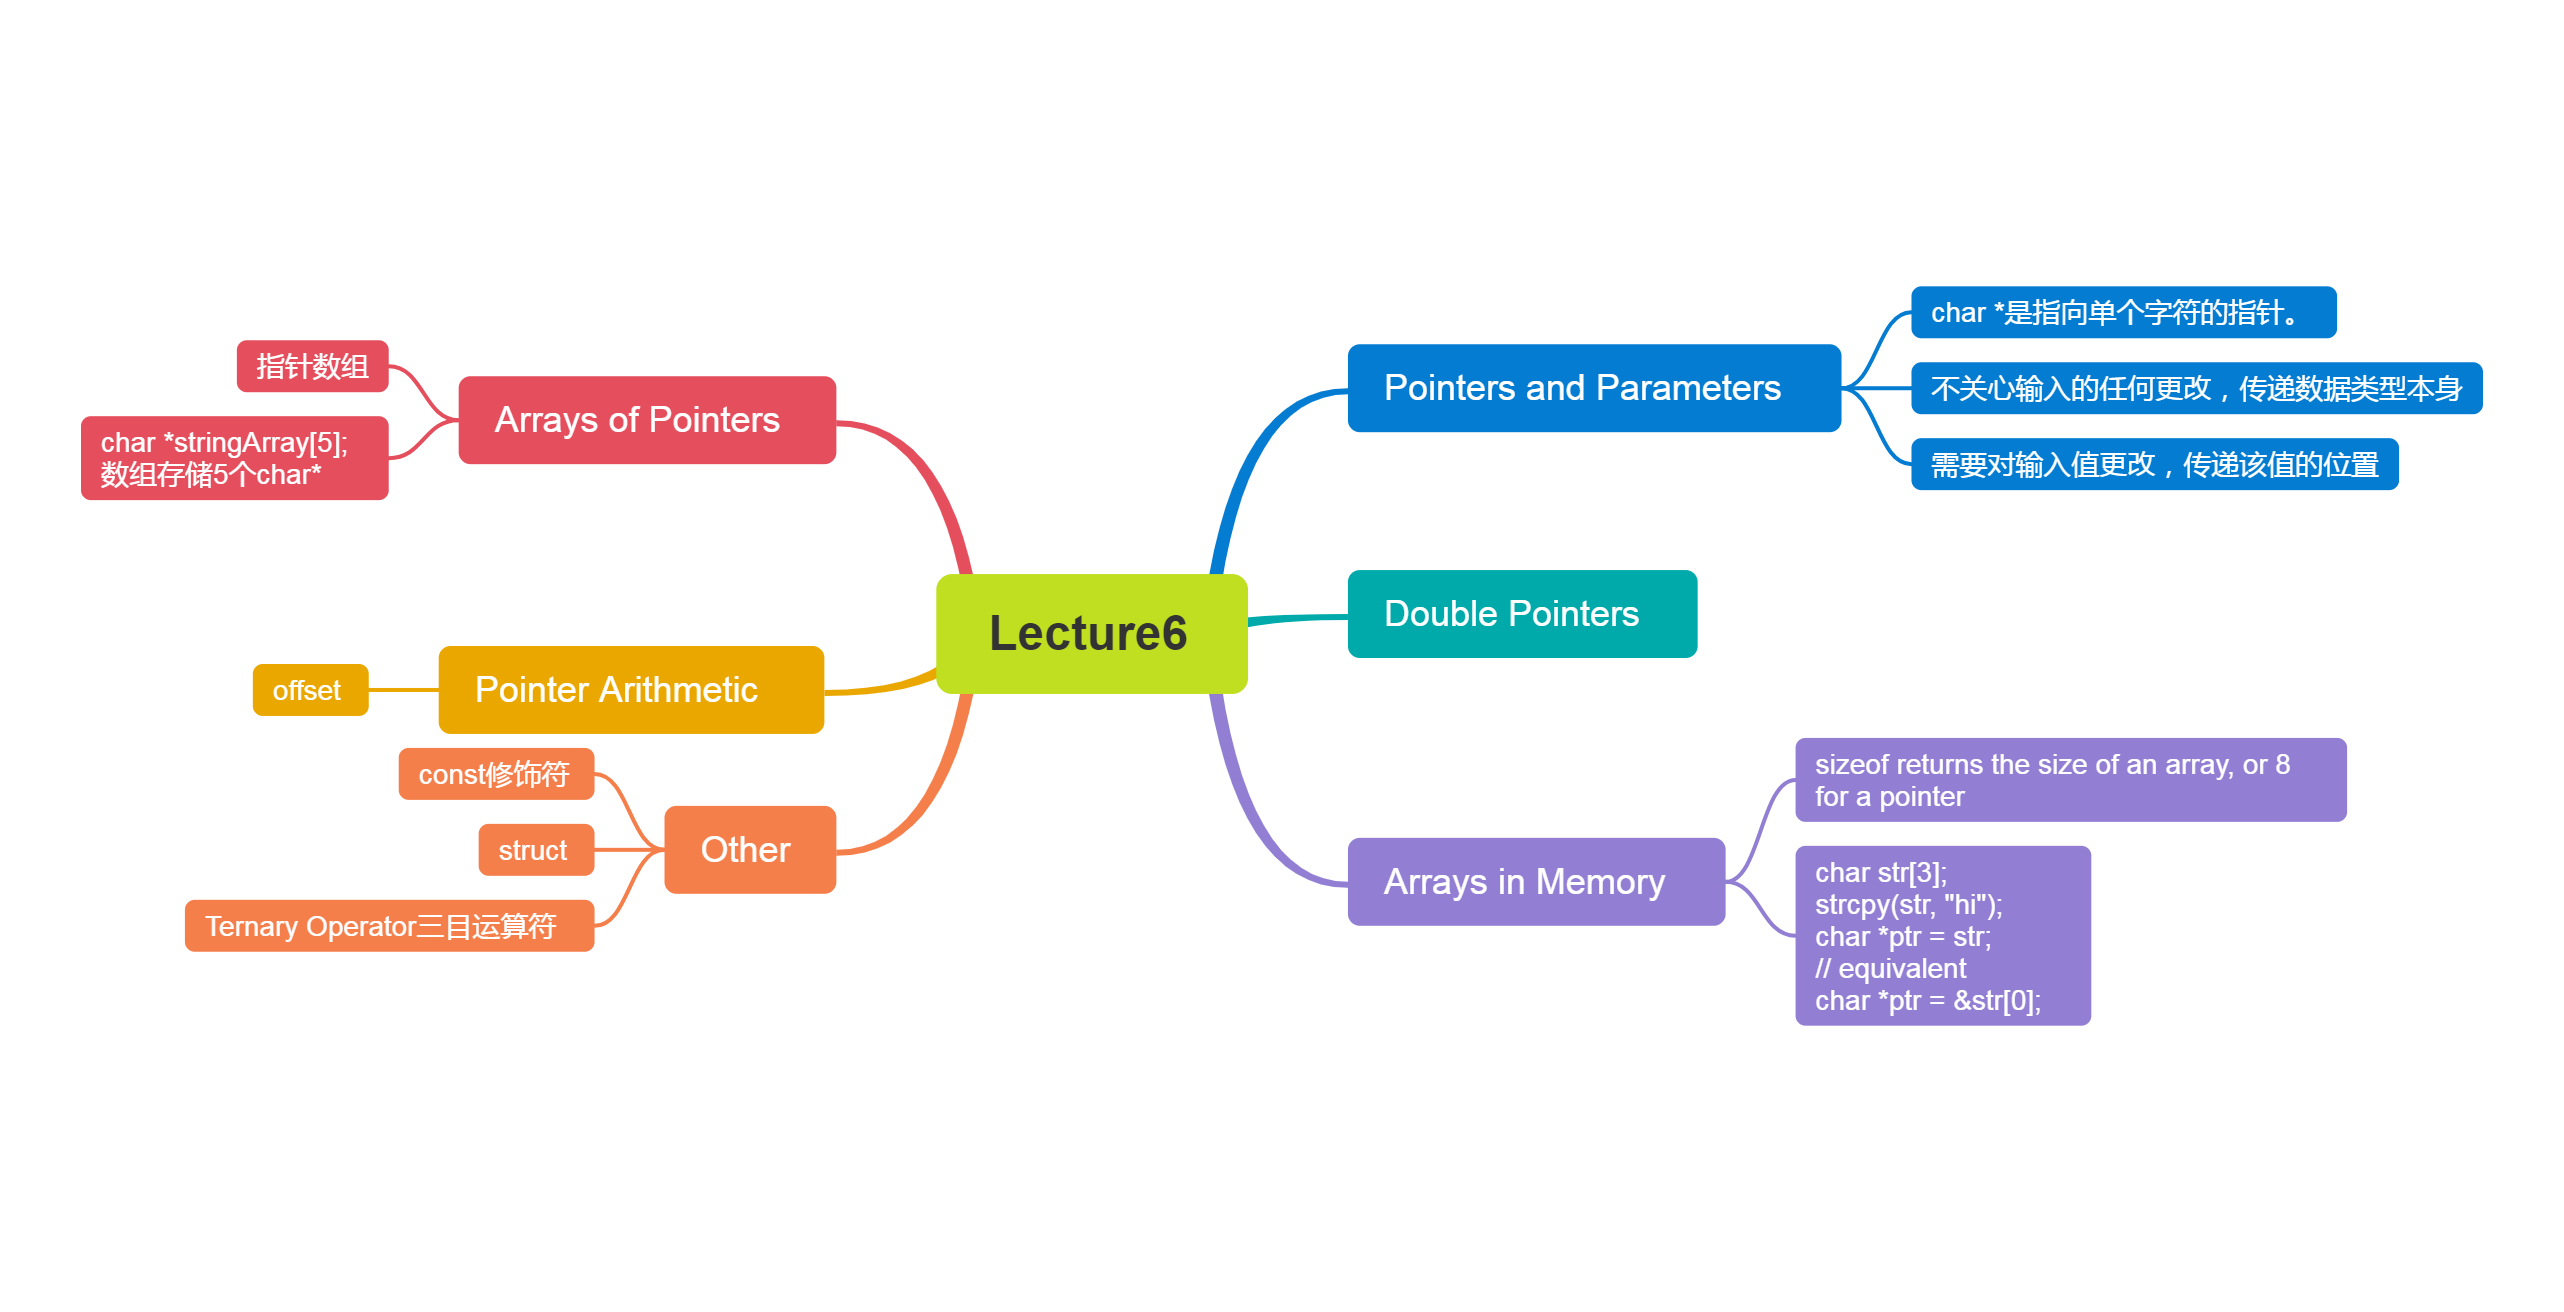 Lecture6
Pointers and Parameters
char *是指向单个字符的指针。
不关心输入的任何更改，传递数据类型本身
需要对输入值更改，传递该值的位置
Double Pointers
Arrays in Memory
sizeof returns the size of an array, or 8
for a pointer
char str[3];
strcpy(str, "hi");
char *ptr = str;
// equivalent
char *ptr = &str[0];
Arrays of Pointers
指针数组
char *stringArray[5];
数组存储5个char*
Pointer Arithmetic
offset
Other
const修饰符
struct
Ternary Operator三目运算符